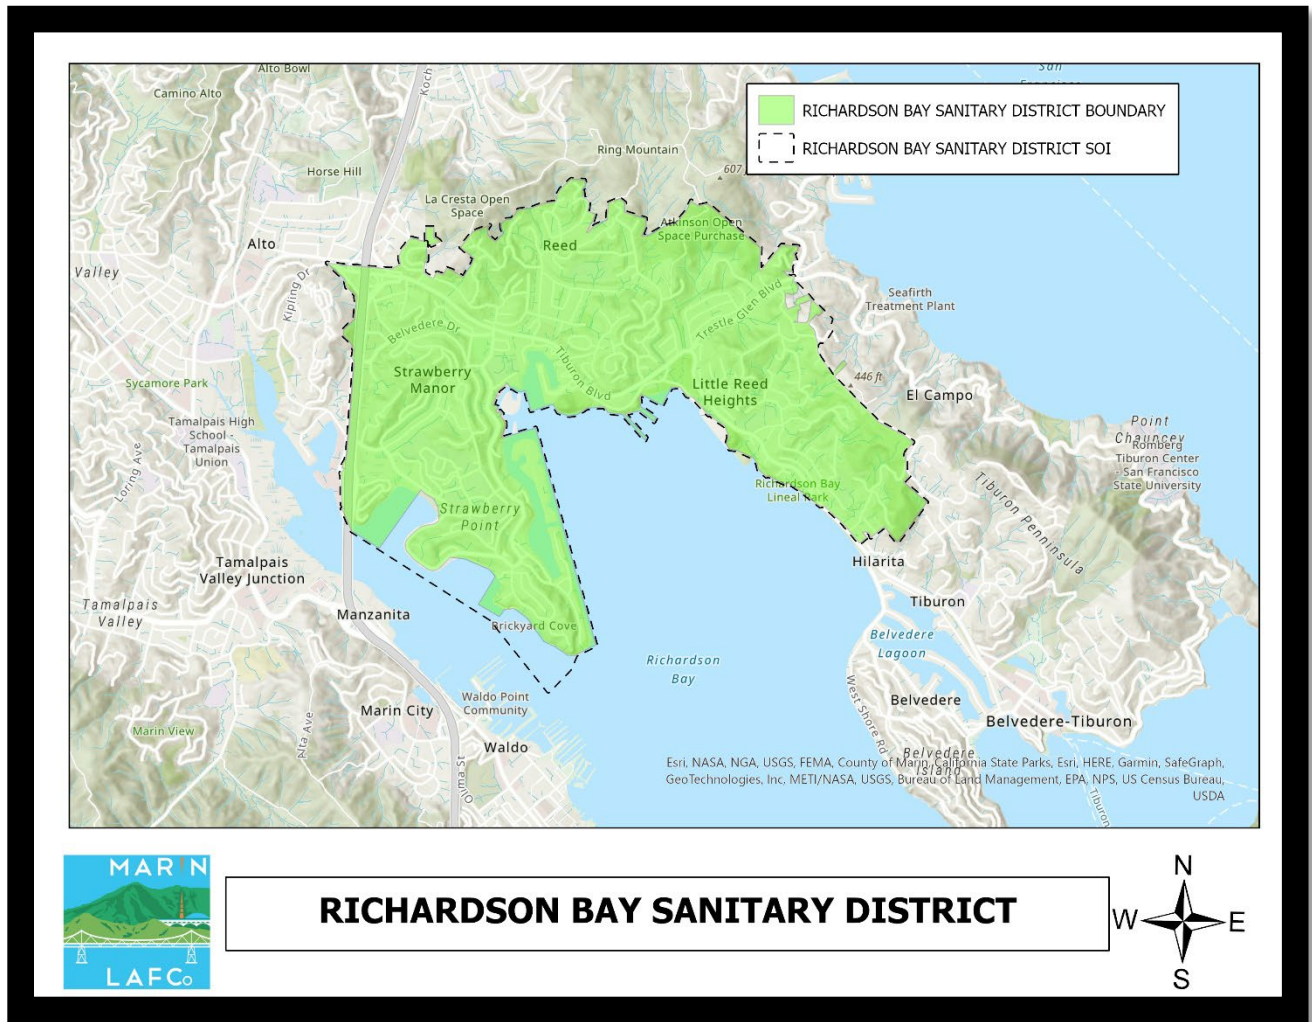 Alto Bowl
San
Camino Alto
Koch
RICHARDSON BAY SANITARY DISTRICT BOUNDARY
RICHARDSON BAY SANITARY DISTRICT SOI
Ring Mountain
607
Horse Hill
La Cresta Open
Space
Atkinson Open
Space Purchase
Alto
Reed
Valley
Kipling Dr
Seafirth
Treatment Plant
Trestle Glen Blvd
Belvedere Dr
Tiburon Blvd
Strawberry
Manor
Little Reed
Heights
446 ft
El Campo
Sycamore Park
Tamalpais High
School -
Tamalpais
Union
Loring Ave
Point
Chauncey
Romberg
Tiburon Center
- San Francisco
State University
Richardson Bay
Lineal Park
Strawberry
Point
Tiburon Penninsula
Hilarita
Tamalpais
Valley Junction
Tamalpais
Valley
Manzanita
Tiburon
Brickyard Cove
Belvedere
Lagoon
Richardson
Bay
Waldo Point
Community
Marin City
Marin View
Alta Ave
Waldo
Olima St
West Shore Rd
Belvedere
Belvedere-Tiburon
Belvedere
Island
Tiburon
Esri, NASA, NGA, USGS, FEMA, County of Marin, California State Parks, Esri, HERE, Garmin, SafeGraph,
GeoTechnologies, Inc, METI/NASA, USGS, Bureau of Land Management, EPA, NPS, US Census Bureau,
USDA
MARIN
LAFCo
RICHARDSON BAY SANITARY DISTRICT
N
W
E
S